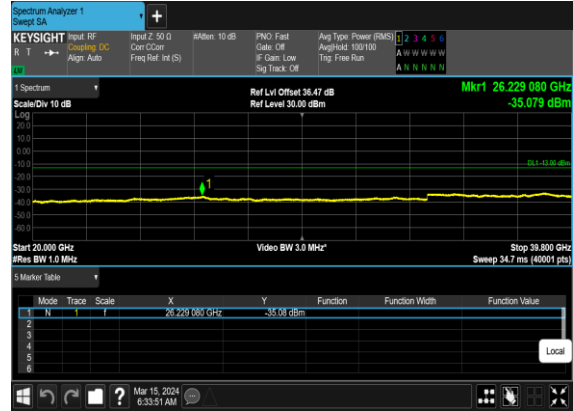 Spectrum Analyzer 1
Swept SA
+
KEYSIGHT
R T
LM
Input: RF
Coupling: DC
Align: Auto
Input Z: 50 Ω
Corr CCorr
Freq Ref: Int (S)
#Atten: 10 dB
PNO: Fast
Gate: Off
IF Gain: Low
Sig Track: Off
Avg Type: Power (RMS)
Avg|Hold: 100/100
Trig: Free Run
1 2 3 4 5 6
A W W W W W
A N N N N N
1 Spectrum
Scale/Div 10 dB
Ref Lvl Offset 36.47 dB
Ref Level 30.00 dBm
Mkr1 26.229 080 GHz
-35.079 dBm
Log
20.0
10.0
0.00
-10.0
-20.0
-30.0
-40.0
-50.0
-60.0
DL1 -13.00 dBm
1
Start 20.000 GHz
#Res BW 1.0 MHz
Video BW 3.0 MHz*
Stop 39.800 GHz
Sweep 34.7 ms (40001 pts)
5 Marker Table
Mode Trace Scale X Y Function Function Width Function Value
1 N 1 f 26.229 080 GHz -35.08 dBm
2
3
4
5
6
Local
?
Mar 15, 2024
6:33:51 AM